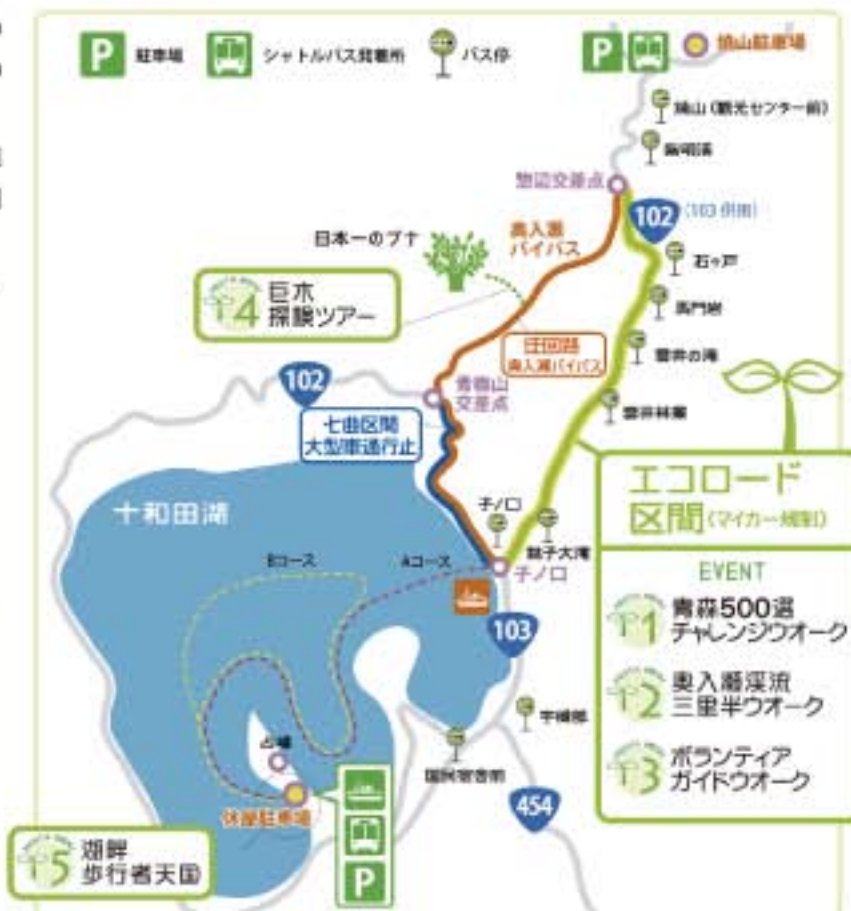 P 駐車場
シャトルバス発着所
バス停
P
焼山駐車場
焼山(観光センター前)
惣辺交差点
102
(103 併用)
奥入瀬
バイパス
日本一のブナ
石ヶ戸
4 巨木
探検ツアー
馬門岩
迂回路
奥入瀬バイパス
雲井の滝
102
青橅山
交差点
雲井林業
七曲区間
大型車通行止
エコロード
区間(マイカー規制)
十和田湖
子ノ口
銚子大滝
Bコース
Aコース
子ノ口
103
EVENT
1 青森500選
チャレンジウオーク
2 奥入瀬渓流
三里半ウオーク
3 ボランティア
ガイドウオーク
宇樽部
国民宿舎前
454
占場
休屋駐車場
P
5 湖畔
歩行者天国